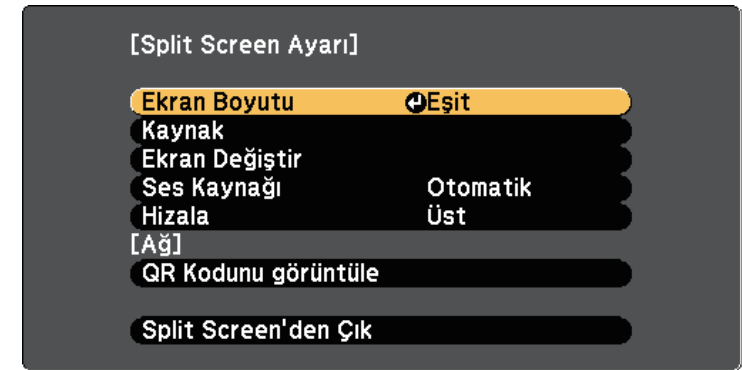 [Split Screen Ayarı]
Ekran Boyutu Eşit
Kaynak
Ekran Değiştir
Ses Kaynağı Otomatik
Hizala Üst
[Ağ]
QR Kodunu görüntüle
Split Screen'den Çık